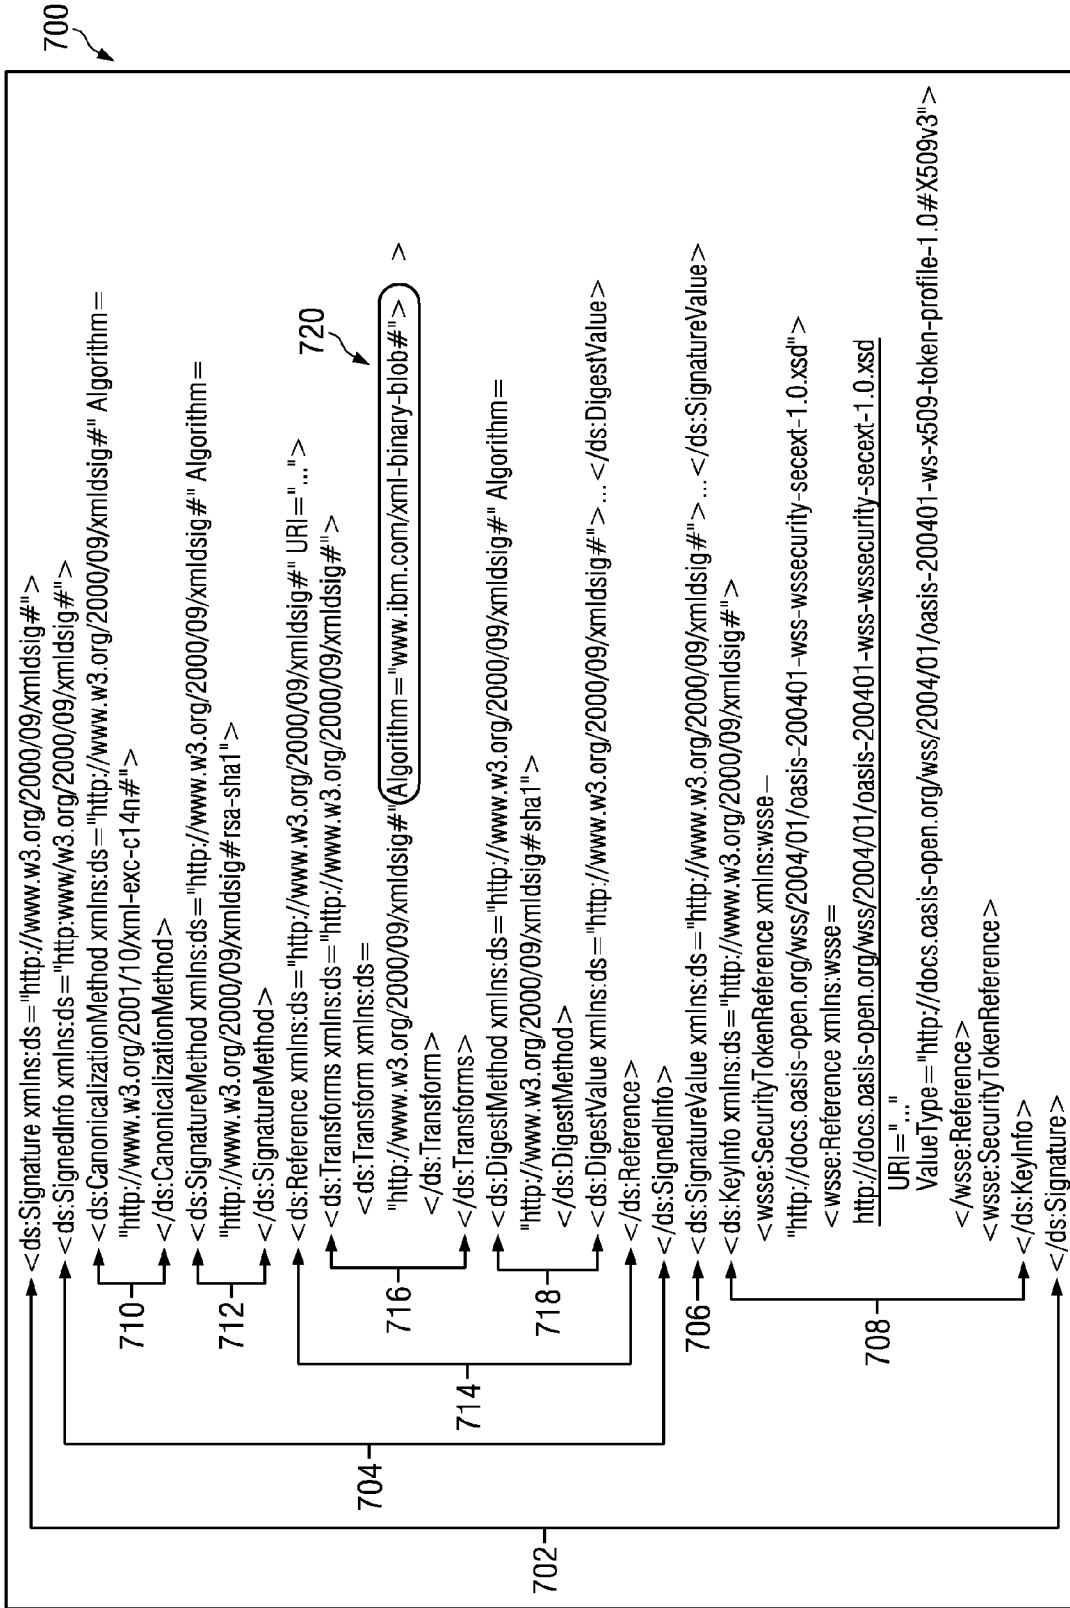 700
<ds:Signature xmlns:ds="http://www.w3.org/2000/09/xmldsig#">
<ds:SignedInfo xmlns:ds="http:www/w3.org/2000/09/xmldsig#">
<ds:CanonicalizationMethod xmlns:ds="http://www.w3.org/2000/09/xmldsig#" Algorithm=
"http://www.w3.org/2001/10/xml-exc-c14n#">
</ds:CanonicalizationMethod>
<ds:SignatureMethod xmlns:ds="http://www.w3.org/2000/09/xmldsig#" Algorithm=
"http://www.w3.org/2000/09/xmldsig#rsa-sha1">
</ds:SignatureMethod>
<ds:Reference xmlns:ds="http://www.w3.org/2000/09/xmldsig#" URI="...">
<ds:Transforms xmlns:ds="http://www.w3.org/2000/09/xmldsig#">
<ds:Transform xmlns:ds=
"http://www.w3.org/2000/09/xmldsig#" Algorithm="www.ibm.com/xml-binary-blob#"> >
</ds:Transform>
</ds:Transforms>
<ds:DigestMethod xmlns:ds="http://www.w3.org/2000/09/xmldsig#" Algorithm=
"http://www.w3.org/2000/09/xmldsig#sha1">
</ds:DigestMethod>
<ds:DigestValue xmlns:ds="http://www.w3.org/2000/09/xmldsig#">... </ds:DigestValue>
</ds:Reference>
</ds:SignedInfo>
<ds:SignatureValue xmlns:ds="http://www.w3.org/2000/09/xmldsig#">... </ds:SignatureValue>
<ds:KeyInfo xmlns:ds="http://www.w3.org/2000/09/xmldsig#">
<wsse:SecurityTokenReference xmlns:wsse—
"http://docs.oasis-open.org/wss/2004/01/oasis-200401-wss-wssecurity-secext-1.0.xsd">
<wsse:Reference xmlns:wsse=
http://docs.oasis-open.org/wss/2004/01/oasis-200401-wss-wssecurity-secext-1.0.xsd
URI="..."
ValueType="http://docs.oasis-open.org/wss/2004/01/oasis-200401-ws-x509-token-profile-1.0#X509v3">
</wsse:Reference>
<wsse:SecurityTokenReference>
</ds:KeyInfo>
</ds:Signature>
702
704
706
708
710
712
714
716
718
720